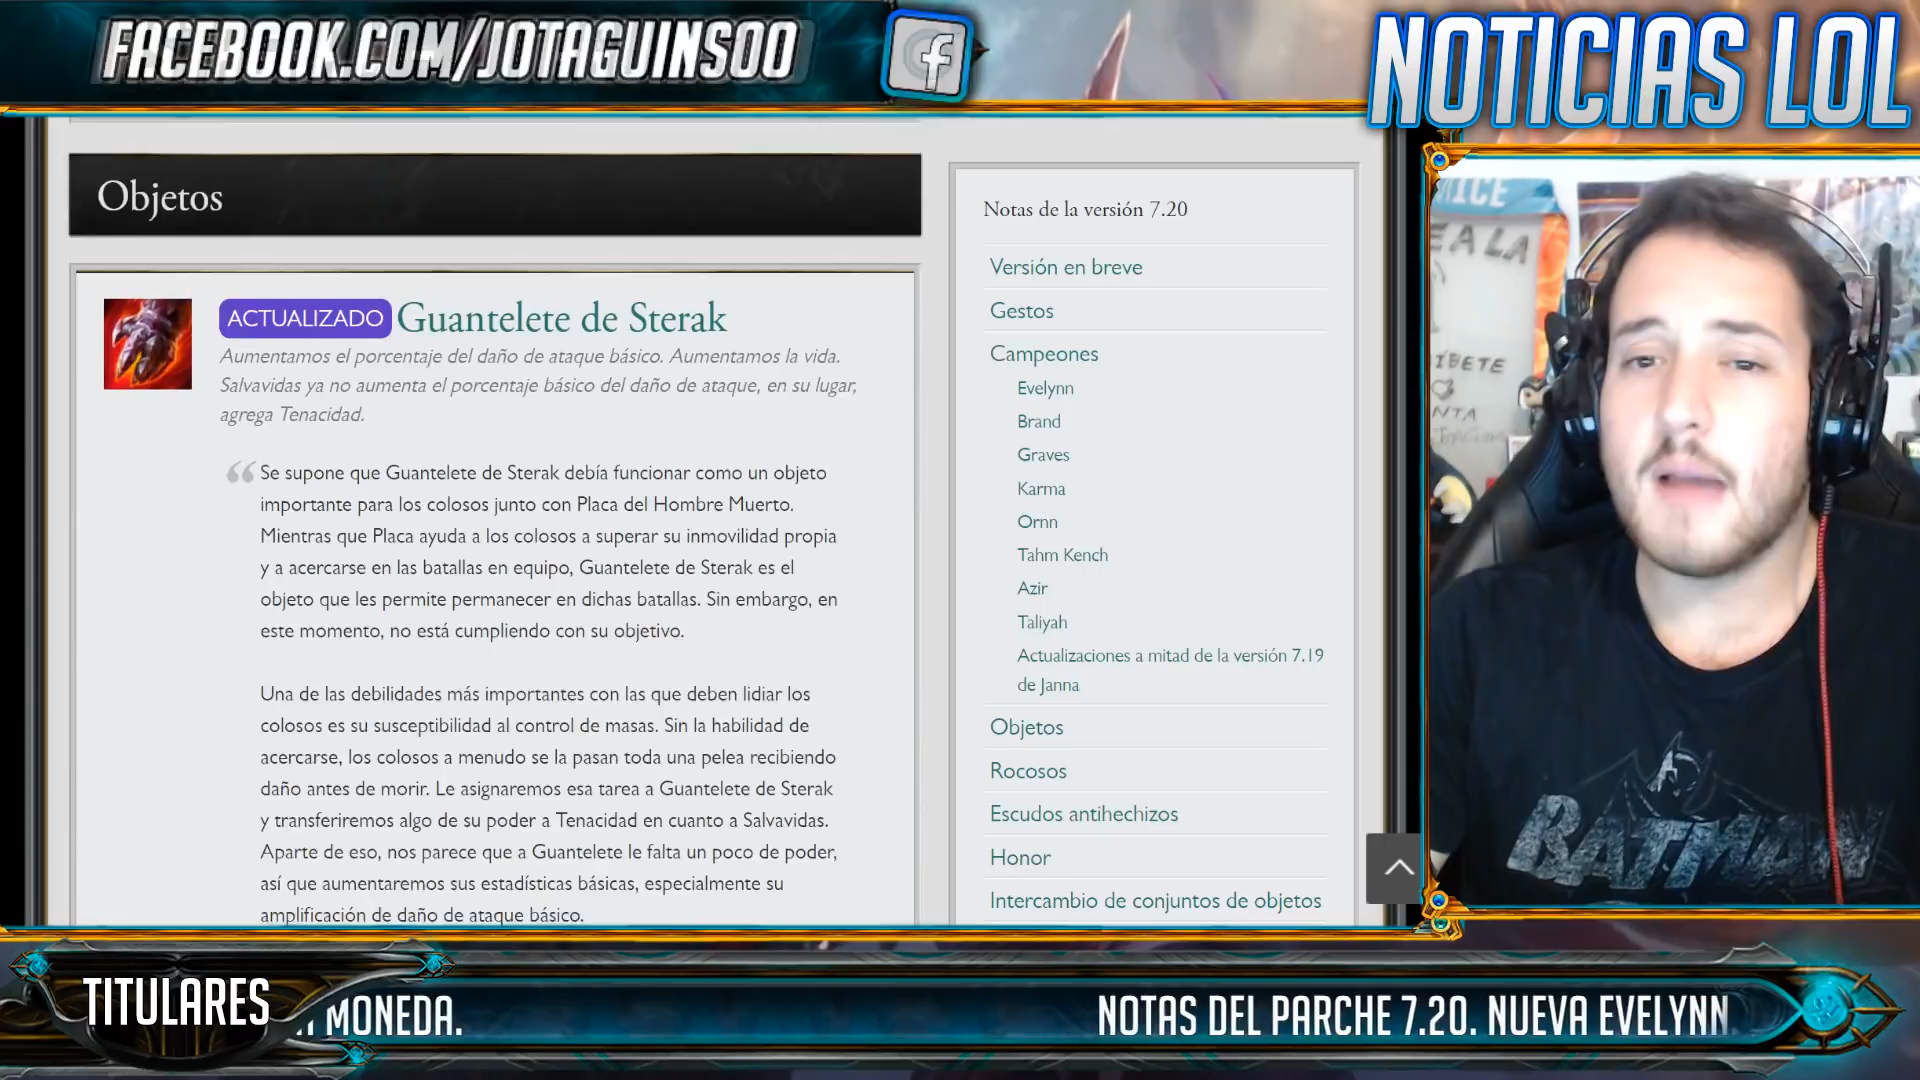 FACEBOOK.COM/JOTAGUINSOO
NOTICIAS LOL
Objetos
ACTUALIZADO Guantelete de Sterak
Aumentamos el porcentaje del daño de ataque básico. Aumentamos la vida.
Salvavidas ya no aumenta el porcentaje básico del daño de ataque, en su lugar,
agrega Tenacidad.
“ Se supone que Guantelete de Sterak debía funcionar como un objeto
importante para los colosos junto con Placa del Hombre Muerto.
Mientras que Placa ayuda a los colosos a superar su inmovilidad propia
y a acercarse en las batallas en equipo, Guantelete de Sterak es el
objeto que les permite permanecer en dichas batallas. Sin embargo, en
este momento, no está cumpliendo con su objetivo.
Una de las debilidades más importantes con las que deben lidiar los
colosos es su susceptibilidad al control de masas. Sin la habilidad de
acercarse, los colosos a menudo se la pasan toda una pelea recibiendo
daño antes de morir. Le asignaremos esa tarea a Guantelete de Sterak
y transferiremos algo de su poder a Tenacidad en cuanto a Salvavidas.
Aparte de eso, nos parece que a Guantelete le falta un poco de poder,
así que aumentaremos sus estadísticas básicas, especialmente su
amplificación de daño de ataque básico.
Notas de la versión 7.20
Versión en breve
Gestos
Campeones
Evelynn
Brand
Graves
Karma
Ornn
Tahm Kench
Azir
Taliyah
Actualizaciones a mitad de la versión 7.19
de Janna
Objetos
Rocosos
Escudos antihechizos
Honor
Intercambio de conjuntos de objetos
EA LA
BATMAN
TITULARES
MONEDA.
NOTAS DEL PARCHE 7.20. NUEVA EVELYNN